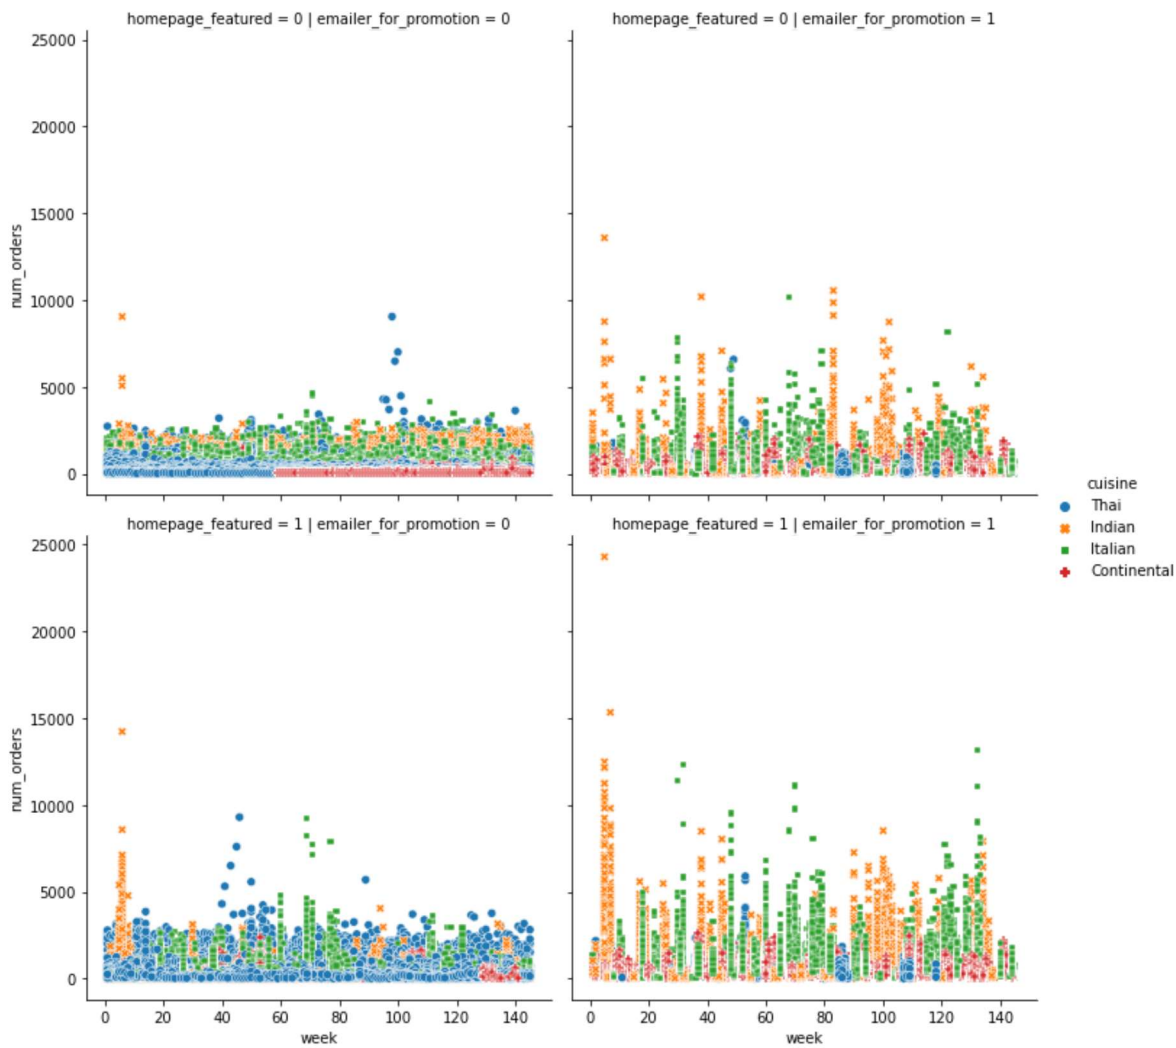 homepage_featured = 0 | emailer_for_promotion = 0
homepage_featured = 0 | emailer_for_promotion = 1
25000
20000
15000
10000
5000
0
num_orders
homepage_featured = 1 | emailer_for_promotion = 0
homepage_featured = 1 | emailer_for_promotion = 1
25000
20000
15000
10000
5000
0
num_orders
0 20 40 60 80 100 120 140
week
0 20 40 60 80 100 120 140
week
cuisine
Thai
Indian
Italian
Continental